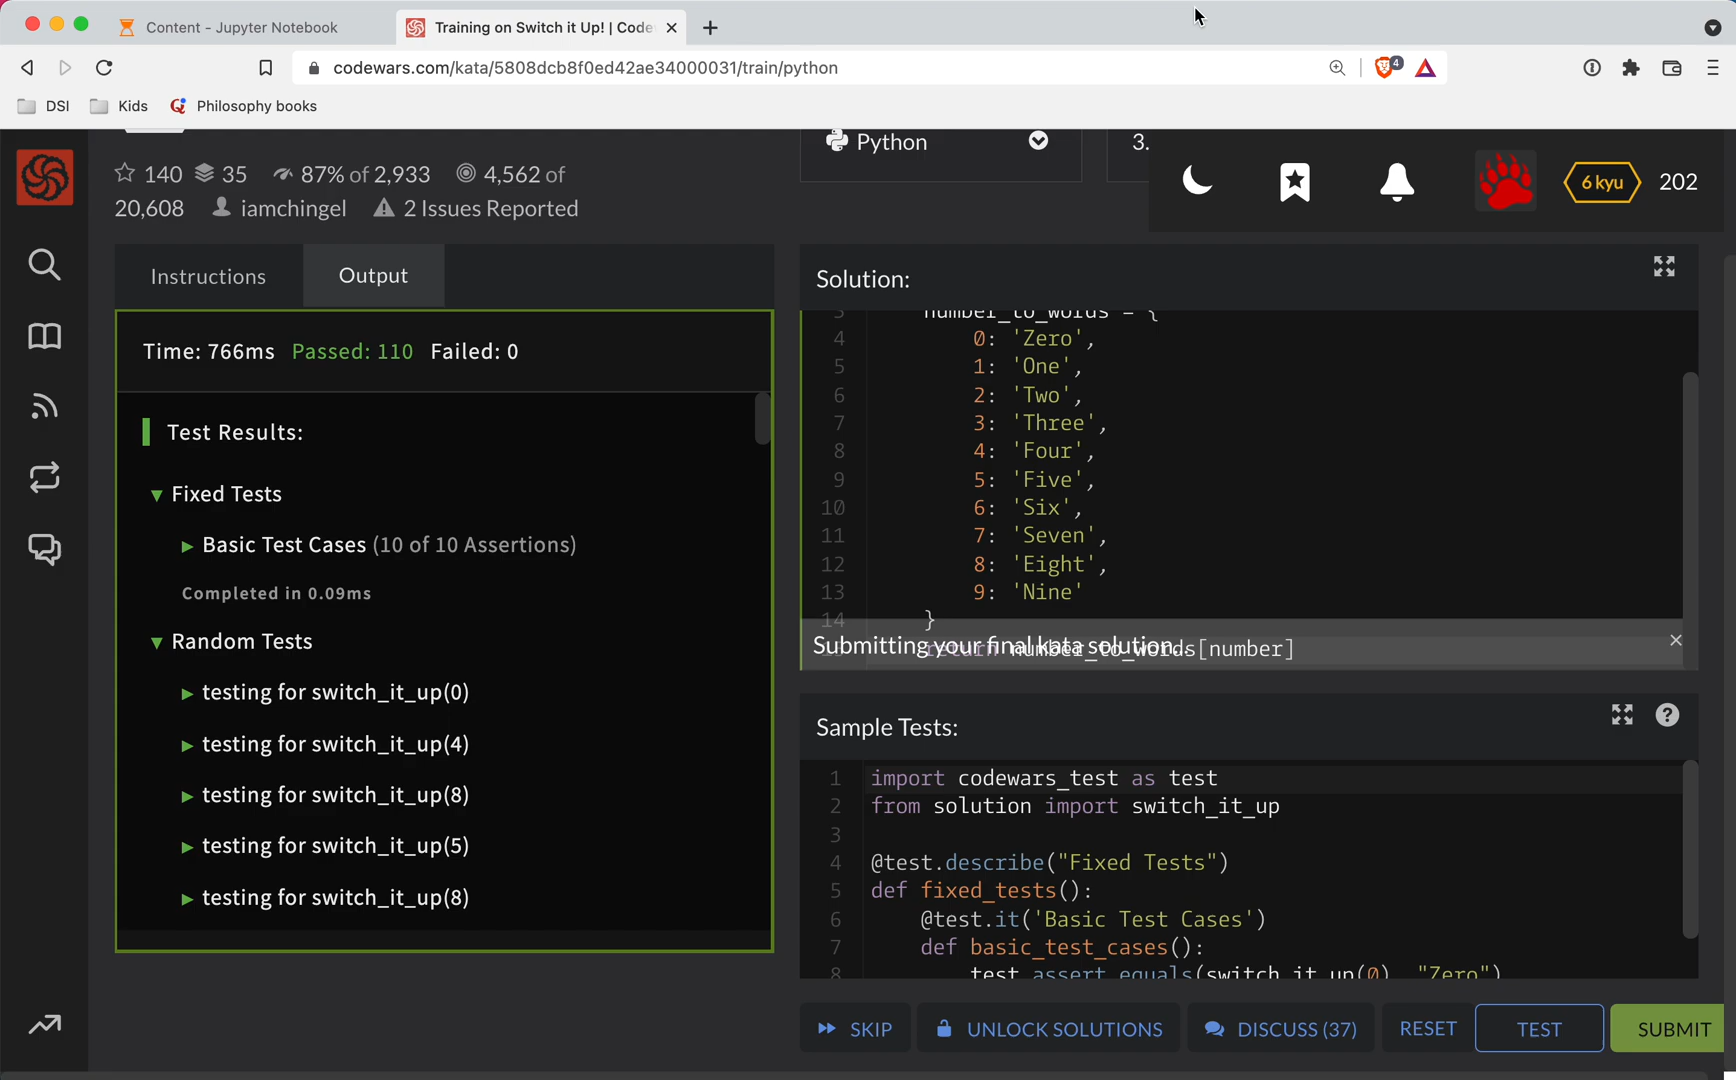 Content - Jupyter Notebook
Training on Switch it Up! | Code
codewars.com/kata/5808dcb8f0ed42ae34000031/train/python
4
DSI
Kids
Philosophy books
140 35 87% of 2,933 4,562 of
20,608 iamchingel 2 Issues Reported
Python
3.
6 kyu 202
Instructions
Output
Time: 766ms Passed: 110 Failed: 0
Test Results:
▼ Fixed Tests
► Basic Test Cases (10 of 10 Assertions)
Completed in 0.09ms
▼ Random Tests
► testing for switch_it_up(0)
► testing for switch_it_up(4)
► testing for switch_it_up(8)
► testing for switch_it_up(5)
► testing for switch_it_up(8)
Solution:
3 number_to_words = {
4 0: 'Zero',
5 1: 'One',
6 2: 'Two',
7 3: 'Three',
8 4: 'Four',
9 5: 'Five',
10 6: 'Six',
11 7: 'Seven',
12 8: 'Eight',
13 9: 'Nine'
14 }
return number_to_words[number]
Submitting your final kata solution...
Sample Tests:
1 import codewars_test as test
2 from solution import switch_it_up
3
4 @test.describe("Fixed Tests")
5 def fixed_tests():
6 @test.it('Basic Test Cases')
7 def basic_test_cases():
8 test.assert_equals(switch_it_up(0), "Zero")
SKIP
UNLOCK SOLUTIONS
DISCUSS (37)
RESET
TEST
SUBMIT